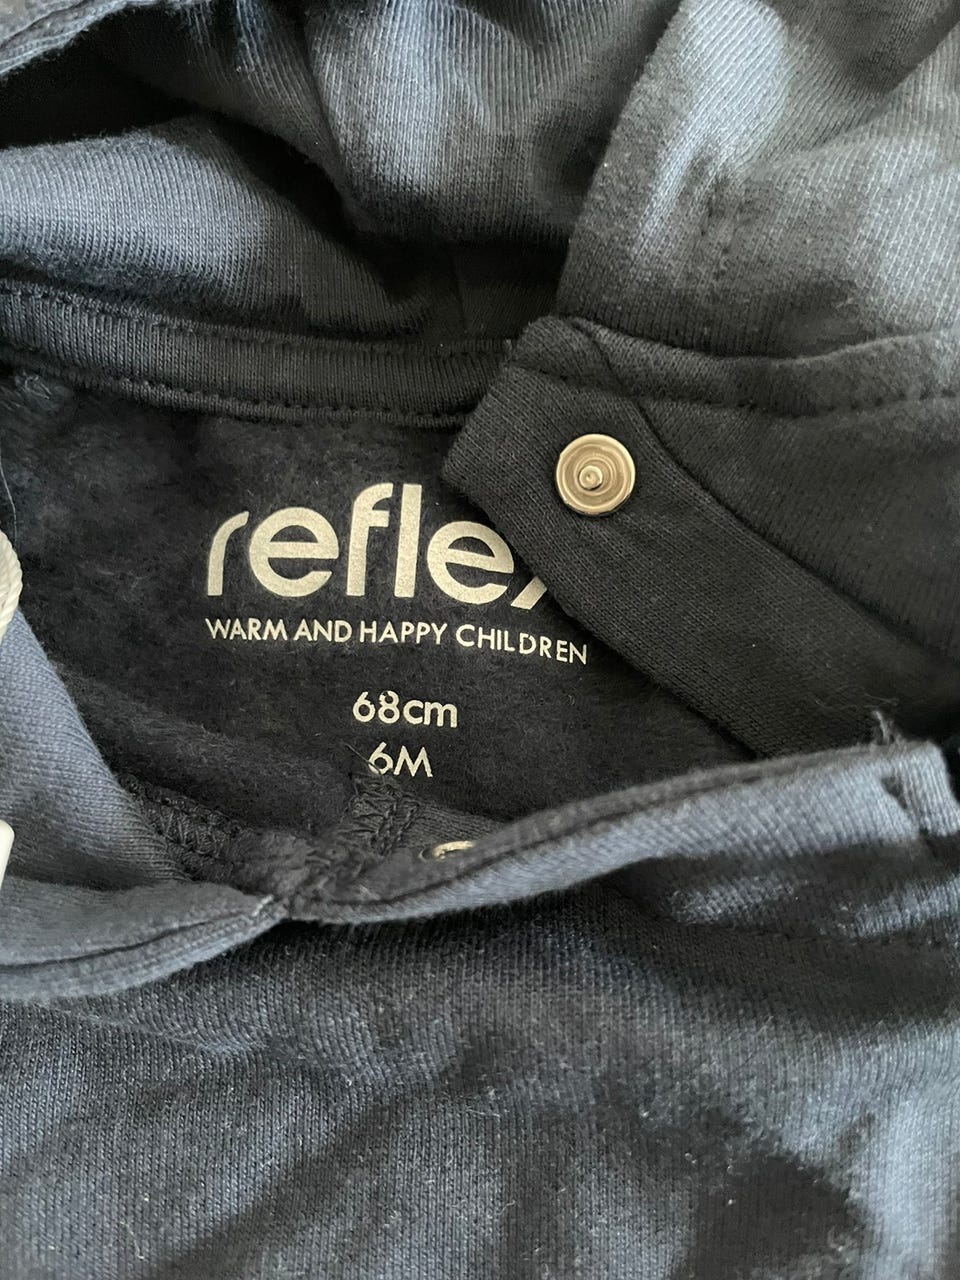 reflex
WARM AND HAPPY CHILDREN
68cm
6M